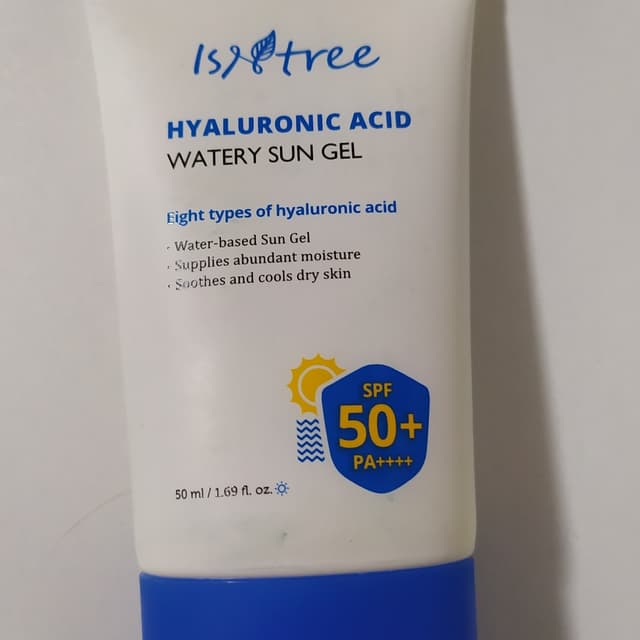 Isntree
HYALURONIC ACID
WATERY SUN GEL
Eight types of hyaluronic acid
· Water-based Sun Gel
· Supplies abundant moisture
· Soothes and cools dry skin
SPF
50+
PA++++
50 ml / 1.69 fl. oz.